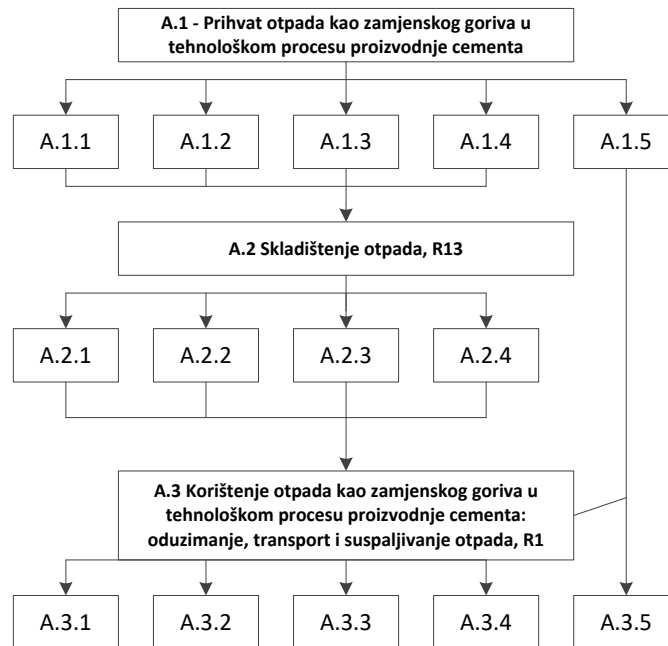 A.1 - Prihvat otpada kao zamjenskog goriva u
tehnološkom procesu proizvodnje cementa
A.1.1
A.1.2
A.1.3
A.1.4
A.1.5
A.2 Skladištenje otpada, R13
A.2.1
A.2.2
A.2.3
A.2.4
A.3 Korištenje otpada kao zamjenskog goriva u
tehnološkom procesu proizvodnje cementa:
oduzimanje, transport i suspaljivanje otpada, R1
A.3.1
A.3.2
A.3.3
A.3.4
A.3.5